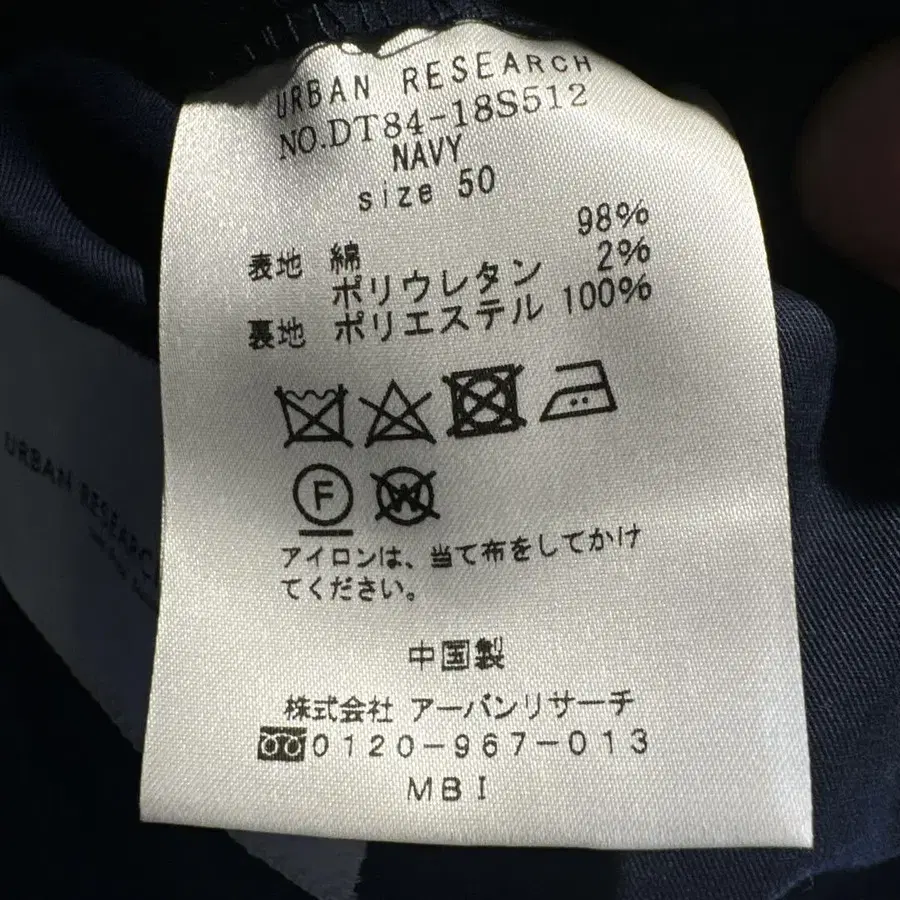 URBAN RESEARCH
NO.DT84-18S512
NAVY
size 50
98%
表地 綿 2%
ポリウレタン
裏地 ポリエステル 100%
F
W
アイロンは、当て布をしてかけ
てください。
中国製
株式会社 アーバンリサーチ
0120-967-013
MBI
URBAN RESEARCH